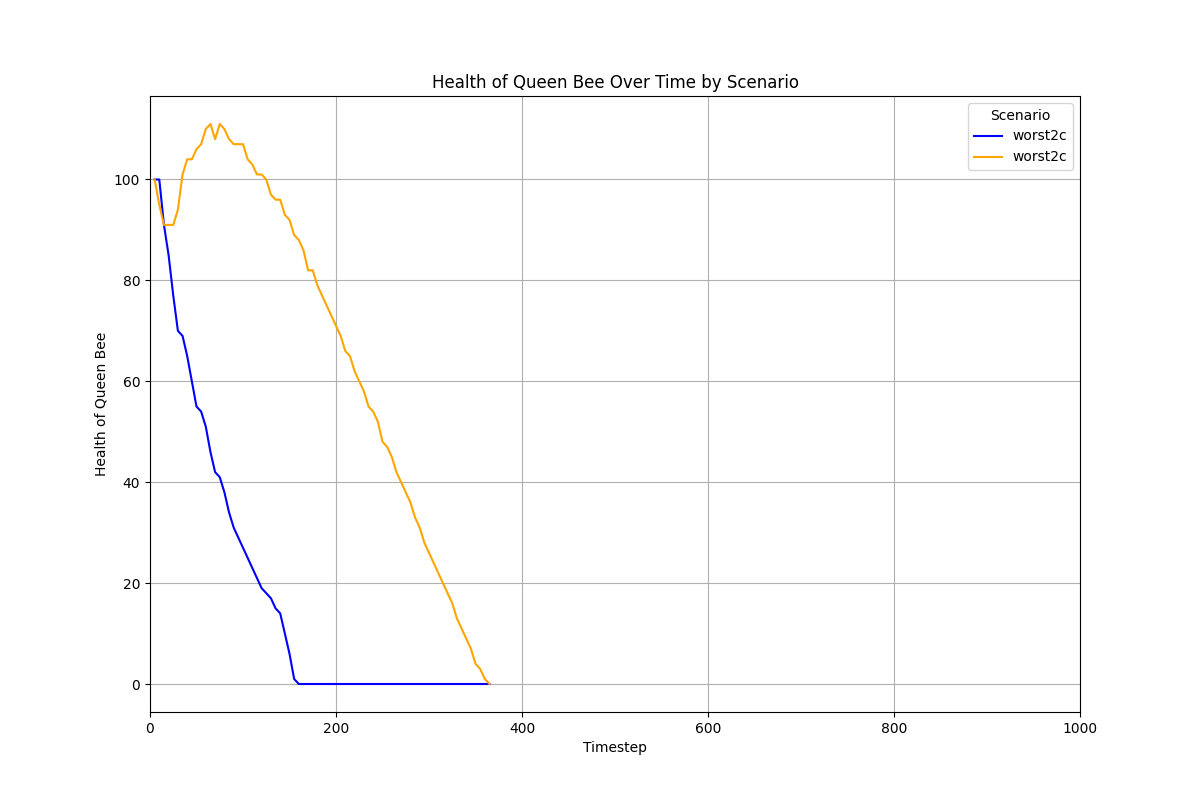 Health of Queen Bee Over Time by Scenario
Scenario
worst2c
worst2c
Health of Queen Bee
100
80
60
40
20
0
0 200 400 600 800 1000
Timestep